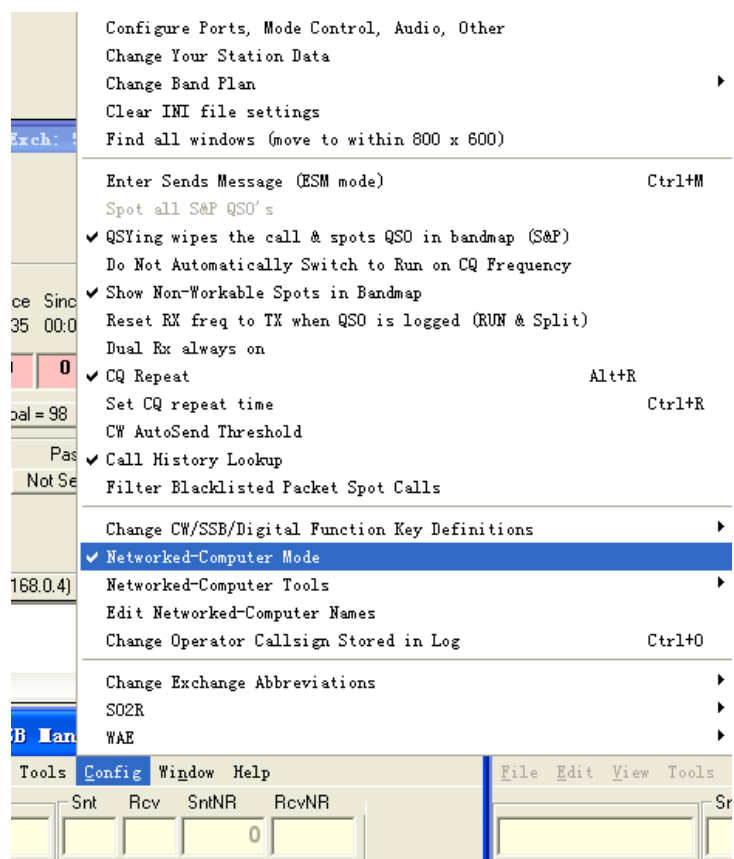 Configure Ports, Mode Control, Audio, Other
Change Your Station Data
Change Band Plan
Clear INI file settings
Exch:
Find all windows (move to within 800 x 600)
Enter Sends Message (ESM mode) Ctrl+M
Spot all S&P QSO's
QSYing wipes the call & spots QSO in bandmap (S&P)
Do Not Automatically Switch to Run on CQ Frequency
ce Sinc
Show Non-Workable Spots in Bandmap
35 00:0
Reset RX freq to TX when QSO is logged (RUN & Split)
Dual Rx always on
0
CQ Repeat Alt+R
oal = 98
Set CQ repeat time Ctrl+R
CW AutoSend Threshold
Pas
Call History Lookup
Not Se
Filter Blacklisted Packet Spot Calls
Change CW/SSB/Digital Function Key Definitions
Networked-Computer Mode
168.0.4)
Networked-Computer Tools
Edit Networked-Computer Names
Change Operator Callsign Stored in Log Ctrl+O
Change Exchange Abbreviations
SO2R
SB Man
WAE
Tools Config Window Help
File Edit View Tools
Snt Rcv SntNR RcvNR
Sr
0